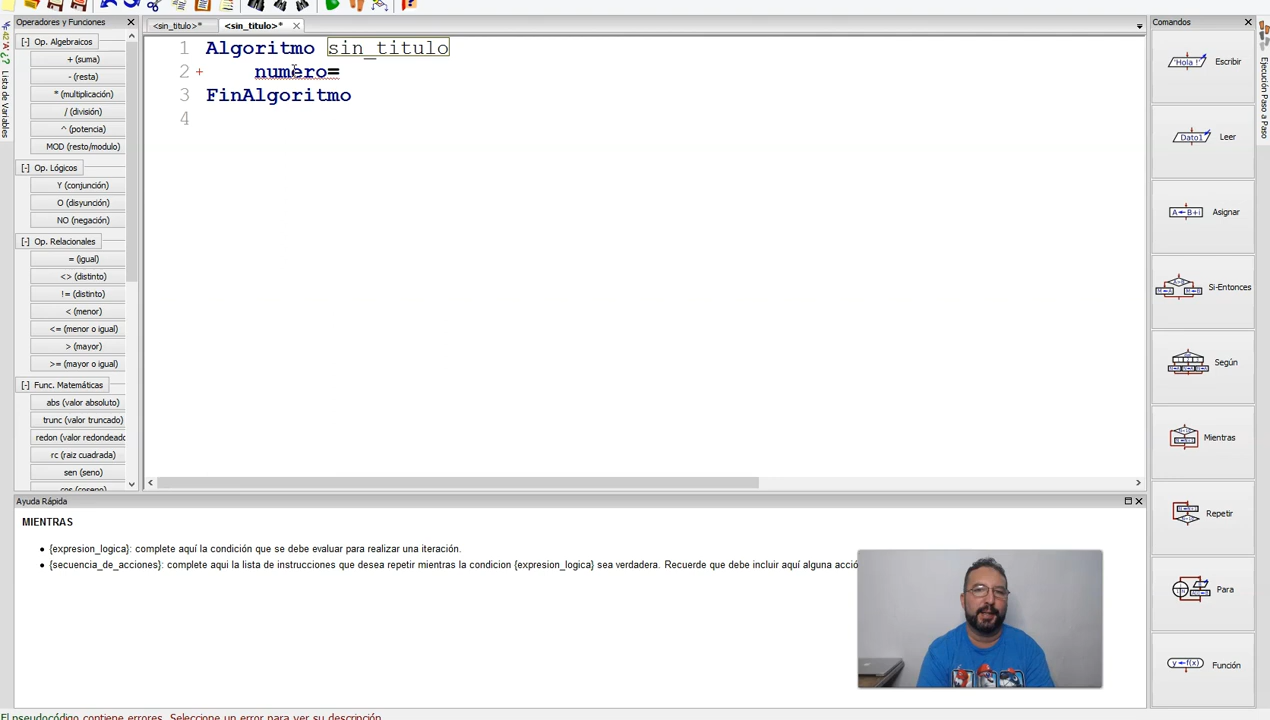 Operadores y Funciones
<sin_titulo>*
<sin_titulo>*
Comandos
[-] Op. Algebraicos
+ (suma)
- (resta)
* (multiplicación)
/ (división)
^ (potencia)
MOD (resto/modulo)
[-] Op. Lógicos
Y (conjunción)
O (disyunción)
NO (negación)
[-] Op. Relacionales
= (igual)
<> (distinto)
!= (distinto)
< (menor)
<= (menor o igual)
> (mayor)
>= (mayor o igual)
[-] Func. Matemáticas
abs (valor absoluto)
trunc (valor truncado)
redon (valor redondeado
rc (raiz cuadrada)
sen (seno)
cos (coseno)
Lista de Variables
1 Algoritmo sin_titulo
2 + numero=
3 FinAlgoritmo
4
'Hola !' Escribir
Dato1 Leer
A← B+i Asignar
Si-Entonces
Según
Mientras
Repetir
Para
y ←f(x) Función
Ejecución Paso a Paso
Ayuda Rápida
MIENTRAS
• {expresion_logica}: complete aquí la condición que se debe evaluar para realizar una iteración.
• {secuencia_de_acciones}: complete aqui la lista de instrucciones que desea repetir mientras la condicion {expresion_logica} sea verdadera. Recuerde que debe incluir aquí alguna acció
El pseudocódigo contiene errores. Seleccione un error para ver su descripción